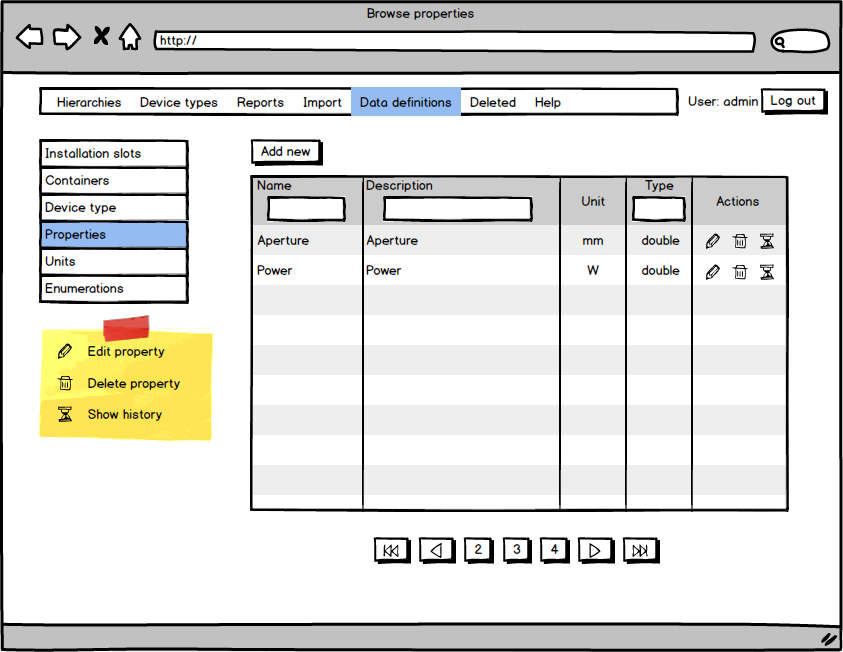 Browse properties
http://
Hierarchies Device types Reports Import Data definitions Deleted Help
User: admin Log out
Installation slots
Containers
Device type
Properties
Units
Enumerations
Edit property
Delete property
Show history
Add new
Name Description Unit Type Actions
Aperture Aperture mm double
Power Power W double
2 3 4